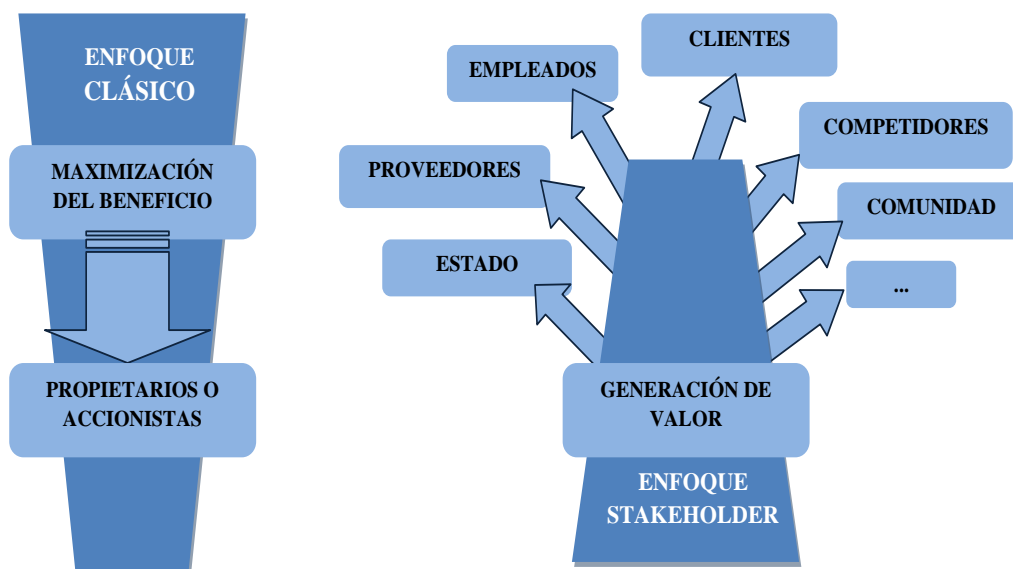 ENFOQUE
CLÁSICO
MAXIMIZACIÓN
DEL BENEFICIO
PROPIETARIOS O
ACCIONISTAS
CLIENTES
EMPLEADOS
COMPETIDORES
PROVEEDORES
COMUNIDAD
ESTADO
...
GENERACIÓN DE
VALOR
ENFOQUE
STAKEHOLDER